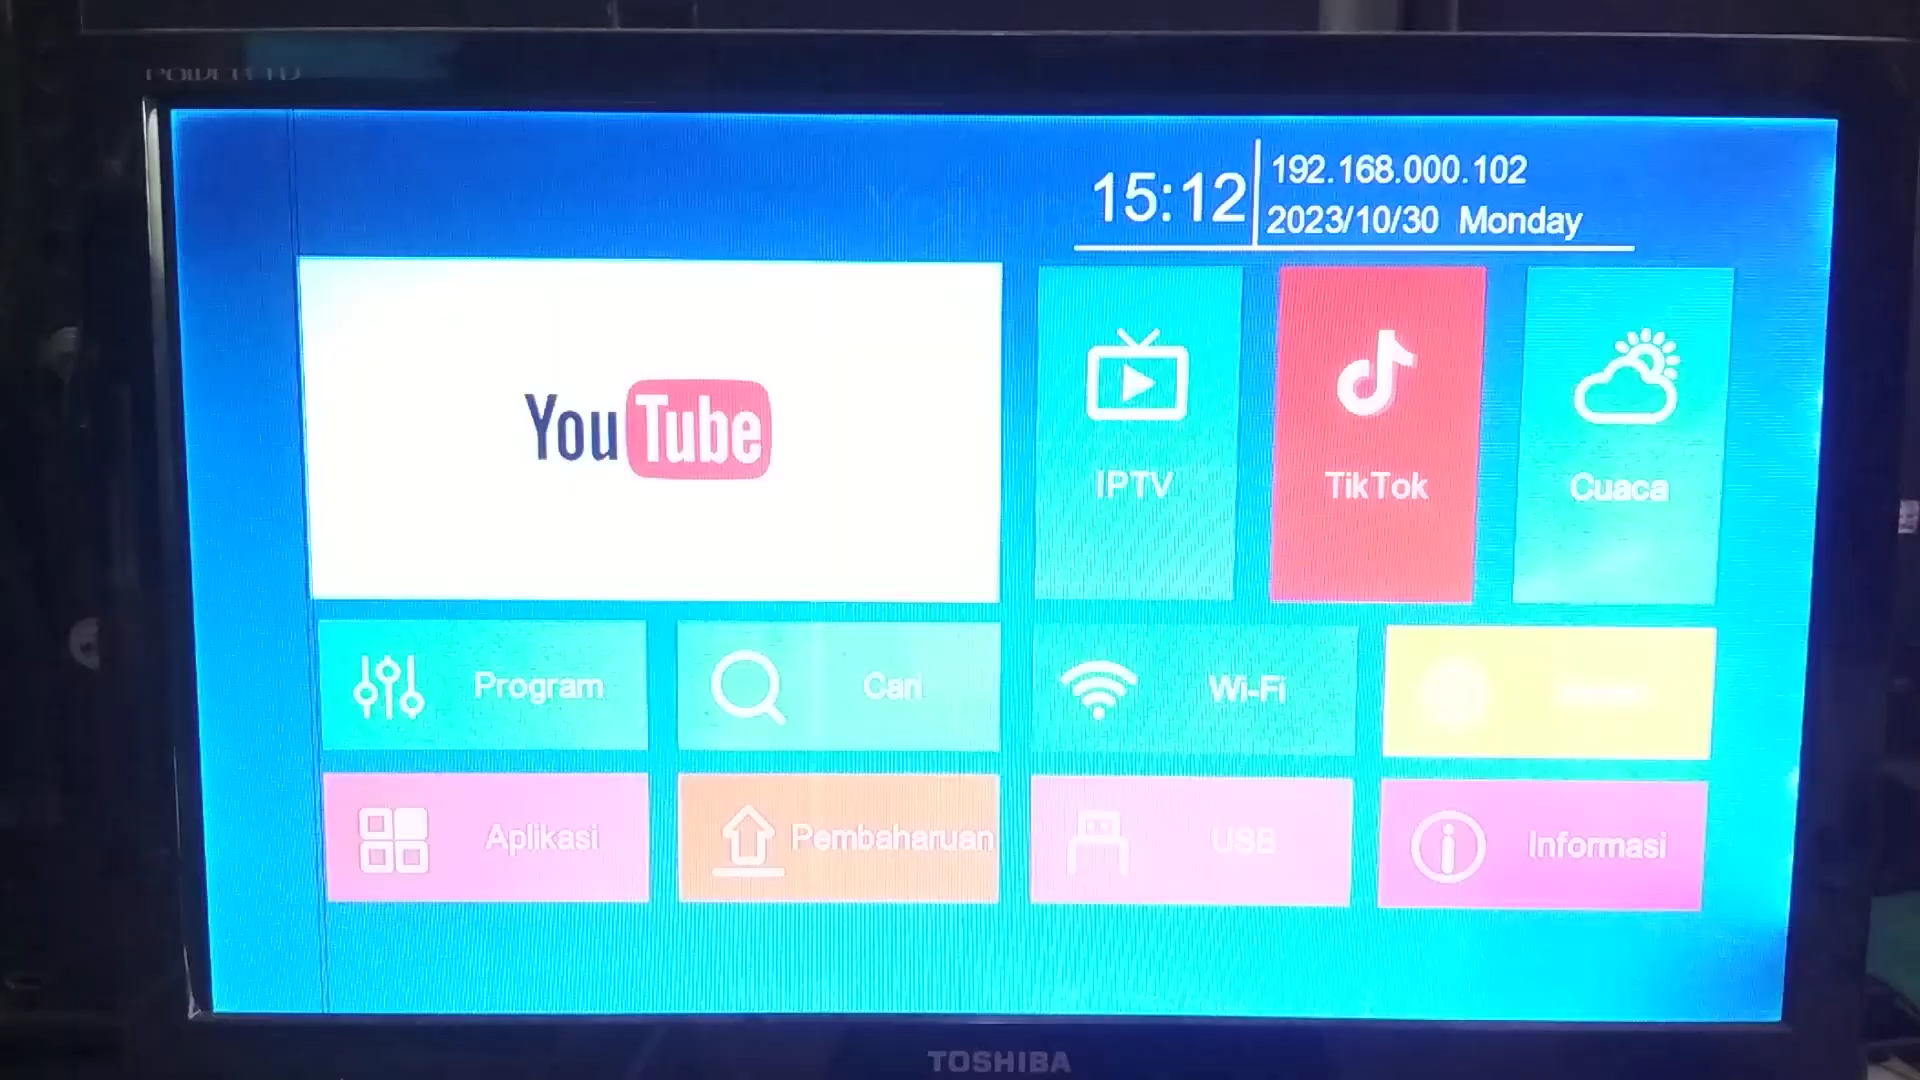 15:12
192.168.000.102
2023/10/30 Monday
YouTube
IPTV
TikTok
Cuaca
Program
Cari
Wi-Fi
Aplikasi
Pembaharuan
USB
Informasi
TOSHIBA